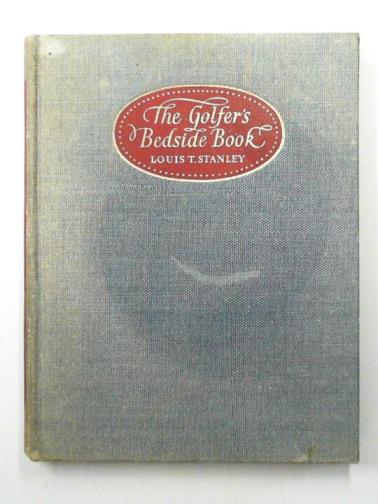 The Golfer's
Bedside Book
LOUIS T. STANLEY